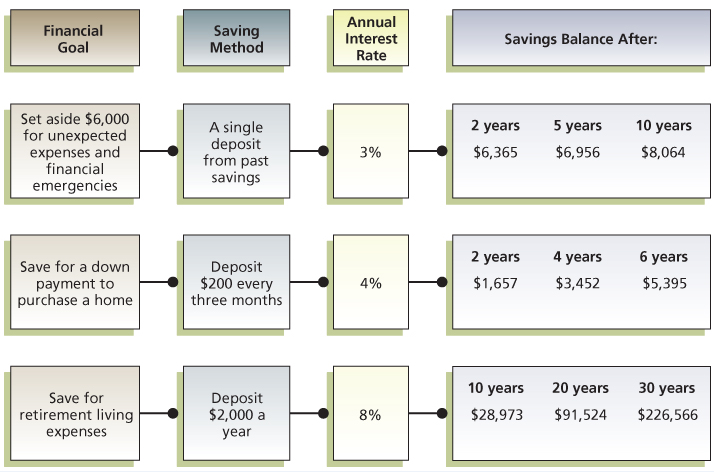 Financial
Goal
Saving
Method
Annual
Interest
Rate
Savings Balance After:
Set aside $6,000
for unexpected
expenses and
financial
emergencies
A single
deposit
from past
savings
3%
2 years 5 years 10 years
$6,365 $6,956 $8,064
Save for a down
payment to
purchase a home
Deposit
$200 every
three months
4%
2 years 4 years 6 years
$1,657 $3,452 $5,395
Save for
retirement living
expenses
Deposit
$2,000 a
year
8%
10 years 20 years 30 years
$28,973 $91,524 $226,566